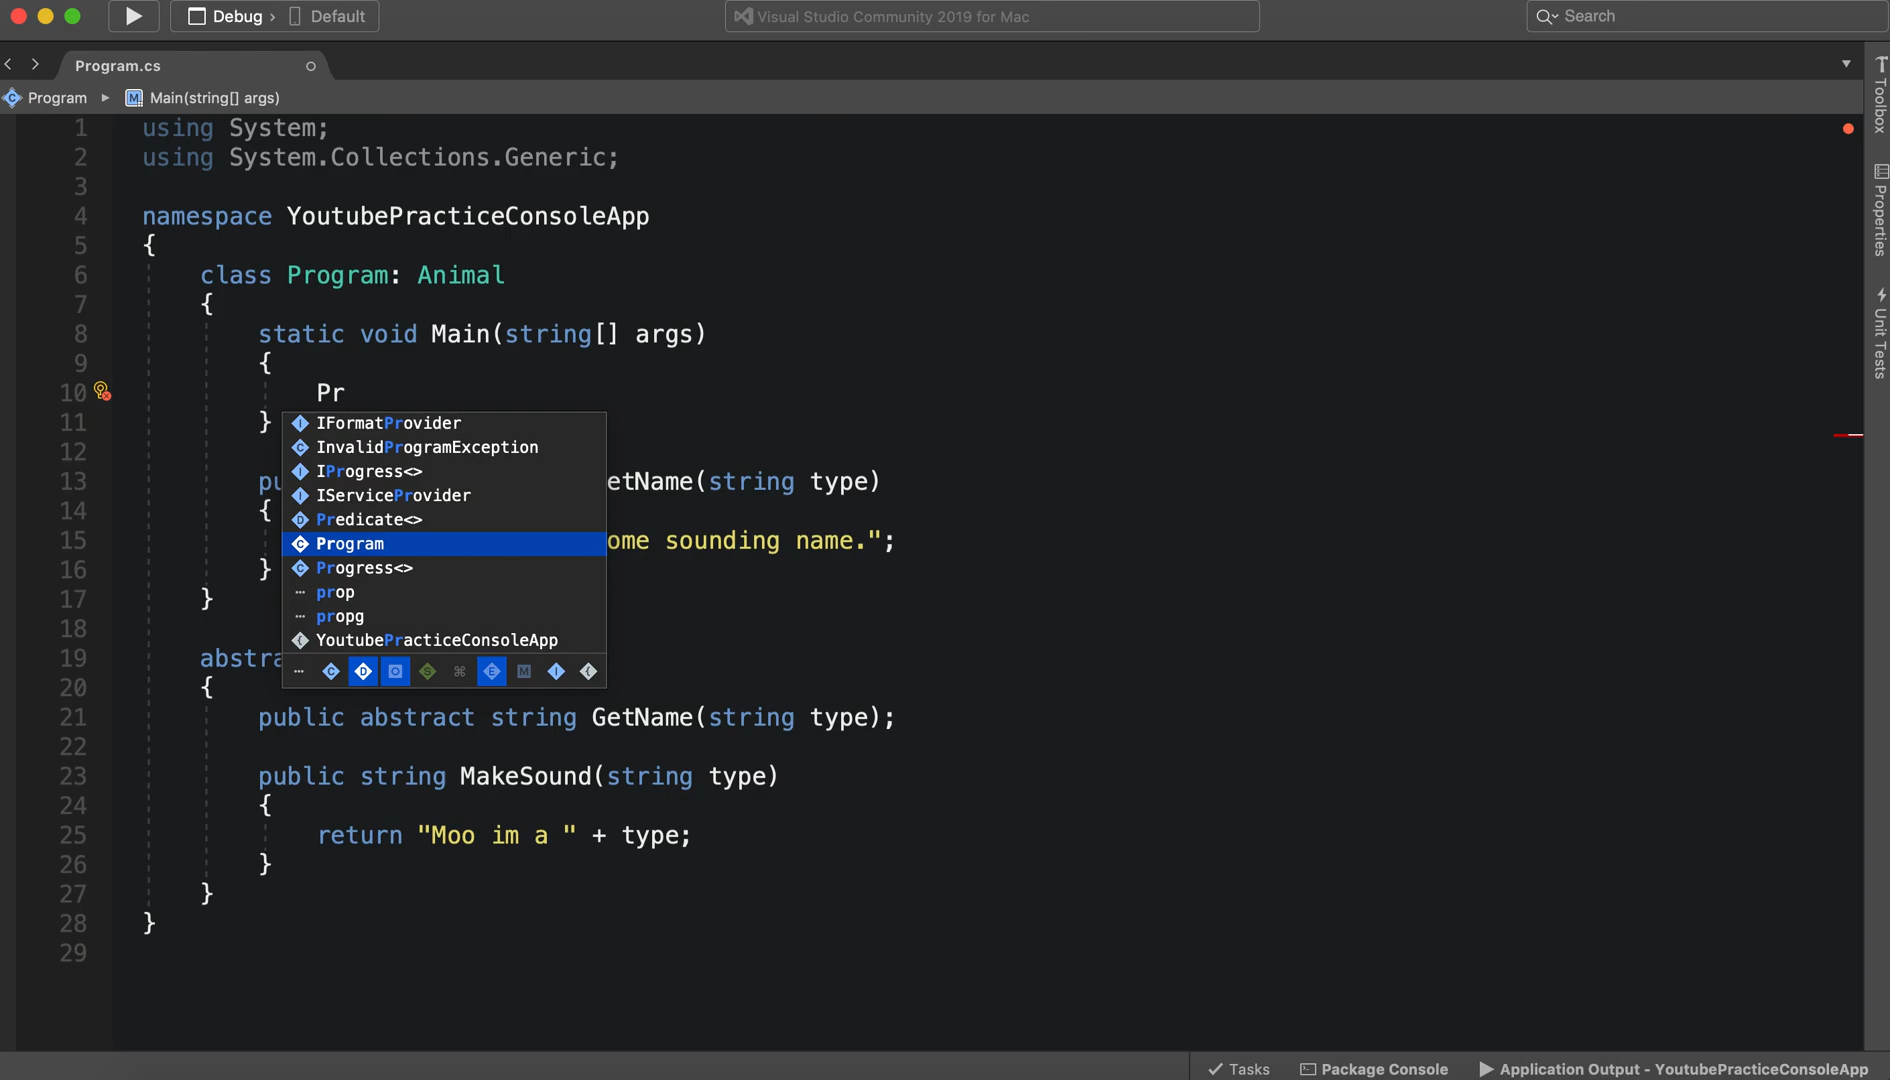 Debug › Default
Visual Studio Community 2019 for Mac
Search
Program.cs
Program ▸ M Main(string[] args)
1 using System;
2 using System.Collections.Generic;
3
4 namespace YoutubePracticeConsoleApp
5 {
6 class Program: Animal
7 {
8 static void Main(string[] args)
9 {
10 Pr
11 }
I IFormatProvider
C InvalidProgramException
I IProgress<>
I IServiceProvider
D Predicate<>
C Program
C Progress<>
prop
propg
YoutubePracticeConsoleApp
C D O S ⌘ E M I {
12
13 pu etName(string type)
14 {
15 ome sounding name.";
16 }
17 }
18
19 abstra
20 {
21 public abstract string GetName(string type);
22
23 public string MakeSound(string type)
24 {
25 return "Moo im a " + type;
26 }
27 }
28 }
29
Toolbox
Properties
Unit Tests
Tasks
Package Console
Application Output - YoutubePracticeConsoleApp